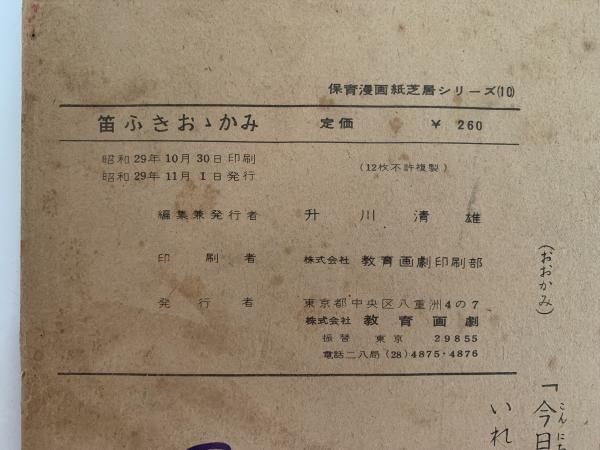 保育漫画紙芝居シリーズ(10)
笛ふきおゝかみ 定価 ¥ 260
昭和29年10月30日印刷
昭和29年11月1日発行
(12枚不許複製)
編集兼発行者 升川清雄
印刷者 株式会社 教育画劇印刷部
発行者 東京都中央区八重洲4の7
株式会社 教育画劇
振替 東京 29855
電話二八局(28)4875・4876
(おおかみ)
「今日
こんにち
いれ